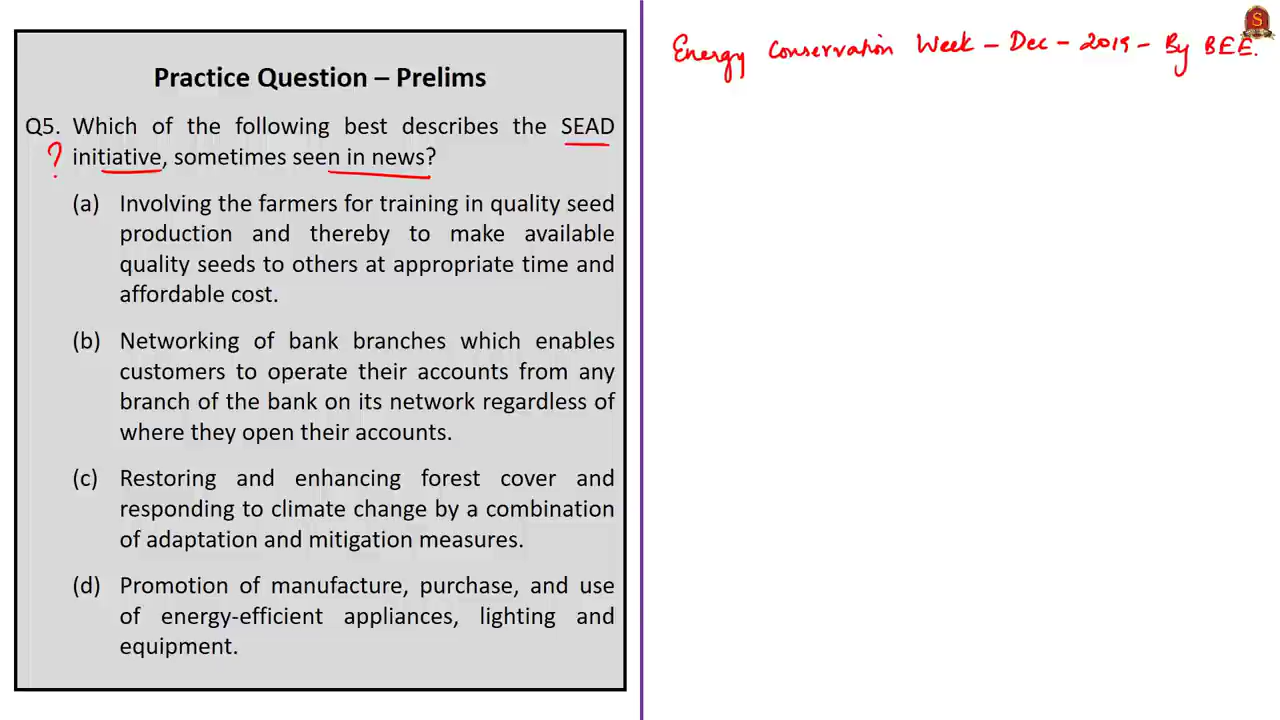 Energy Conservation Week - Dec - 2019 - By BEE.
Practice Question – Prelims
Q5. Which of the following best describes the SEAD
? initiative, sometimes seen in news?
(a) Involving the farmers for training in quality seed
production and thereby to make available
quality seeds to others at appropriate time and
affordable cost.
(b) Networking of bank branches which enables
customers to operate their accounts from any
branch of the bank on its network regardless of
where they open their accounts.
(c) Restoring and enhancing forest cover and
responding to climate change by a combination
of adaptation and mitigation measures.
(d) Promotion of manufacture, purchase, and use
of energy-efficient appliances, lighting and
equipment.